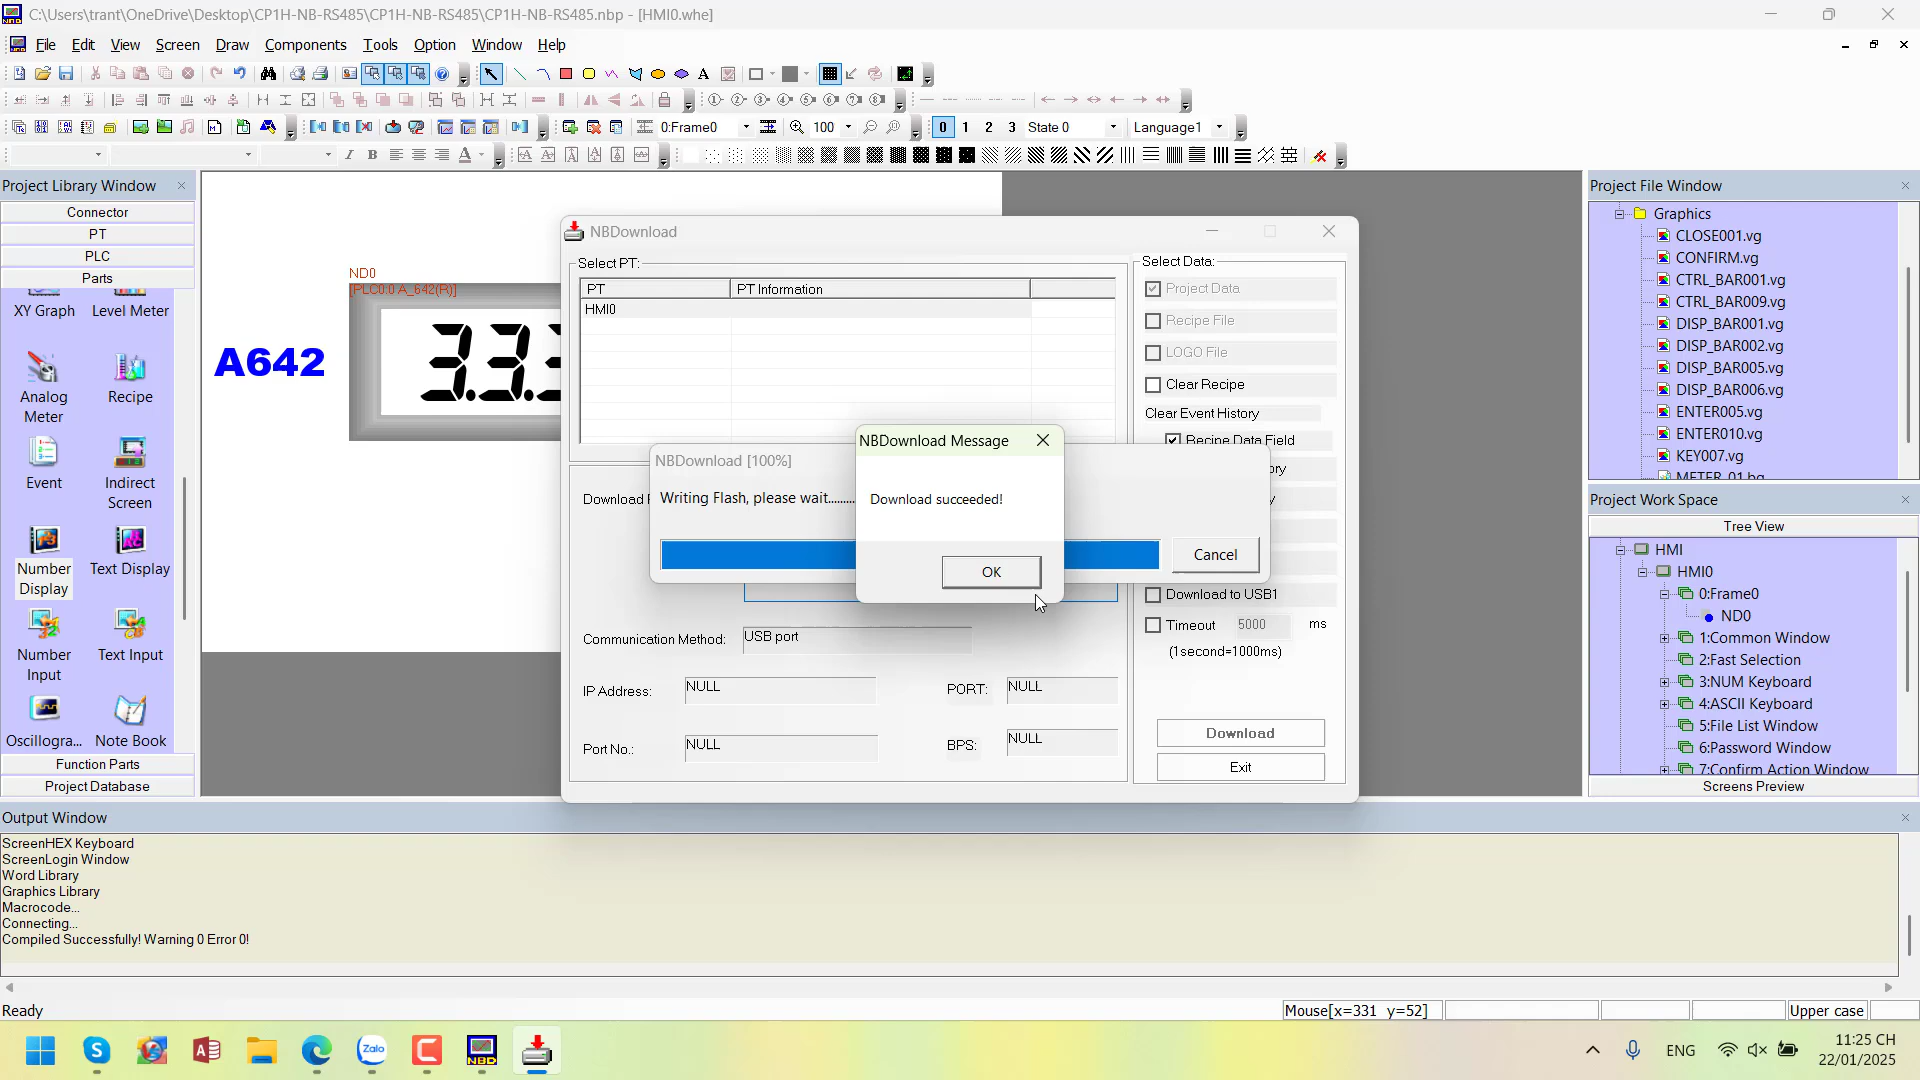 C:\Users\trant\OneDrive\Desktop\CP1H-NB-RS485\CP1H-NB-RS485\CP1H-NB-RS485.nbp - [HMI0.whe]
File Edit View Screen Draw Components Tools Option Window Help
0:Frame0 100 0 1 2 3 State 0 Language1
Project Library Window
Connector
PT
PLC
Parts
XY Graph Level Meter
Analog Meter Recipe
Event Indirect Screen
Number Display Text Display
Number Input Text Input
Oscillogra... Note Book
Function Parts
Project Database
A642
ND0
[PLC0:0 A_642(R)]
3.3.3
NBDownload
Select PT:
PT PT Information
HMI0
Communication Method: USB port
IP Address: NULL PORT: NULL
Port No.: NULL BPS: NULL
Select Data:
Project Data
Recipe File
LOGO File
Clear Recipe
Clear Event History
Recipe Data Field
Download to USB1
Timeout 5000 ms
(1second=1000ms)
Download
Exit
NBDownload [100%]
Writing Flash, please wait.........
Cancel
NBDownload Message
Download succeeded!
OK
Project File Window
Graphics
CLOSE001.vg
CONFIRM.vg
CTRL_BAR001.vg
CTRL_BAR009.vg
DISP_BAR001.vg
DISP_BAR002.vg
DISP_BAR005.vg
DISP_BAR006.vg
ENTER005.vg
ENTER010.vg
KEY007.vg
METER_01.bg
Project Work Space
Tree View
HMI
HMI0
0:Frame0
ND0
1:Common Window
2:Fast Selection
3:NUM Keyboard
4:ASCII Keyboard
5:File List Window
6:Password Window
7:Confirm Action Window
Screens Preview
Output Window
ScreenHEX Keyboard
ScreenLogin Window
Word Library
Graphics Library
Macrocode...
Connecting...
Compiled Successfully! Warning 0 Error 0!
Ready
Mouse[x=331 y=52]
Upper case
Zalo
NBD
ENG
11:25 CH
22/01/2025